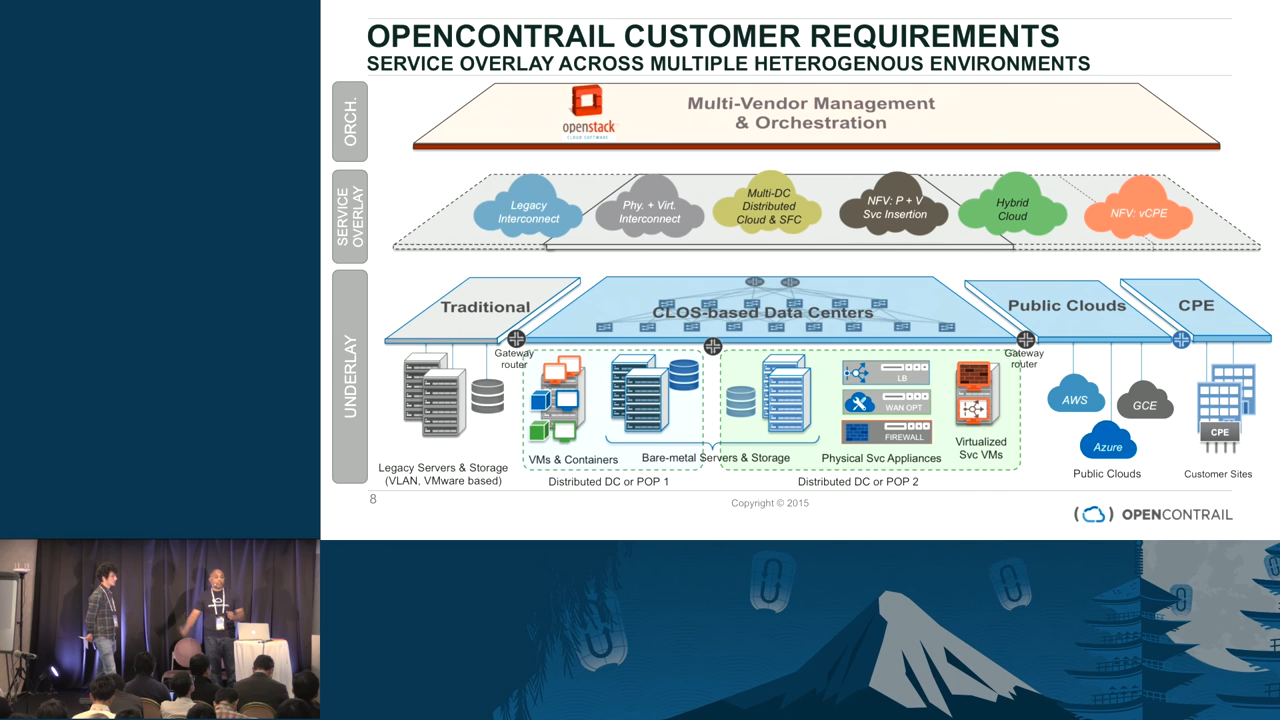 OPENCONTRAIL CUSTOMER REQUIREMENTS
SERVICE OVERLAY ACROSS MULTIPLE HETEROGENOUS ENVIRONMENTS
ORCH.
openstack
CLOUD SOFTWARE
Multi-Vendor Management
& Orchestration
SERVICE
OVERLAY
Legacy
Interconnect
Phy. + Virt.
Interconnect
Multi-DC
Distributed
Cloud & SFC
NFV: P + V
Svc Insertion
Hybrid
Cloud
NFV: vCPE
UNDERLAY
Traditional
CLOS-based Data Centers
Public Clouds
CPE
Gateway
router
Gateway
router
LB
WAN OPT
FIREWALL
AWS
GCE
Azure
CPE
Legacy Servers & Storage
(VLAN, VMware based)
VMs & Containers
Bare-metal Servers & Storage
Physical Svc Appliances
Virtualized
Svc VMs
Public Clouds
Customer Sites
Distributed DC or POP 1
Distributed DC or POP 2
8
Copyright © 2015
OPENCONTRAIL